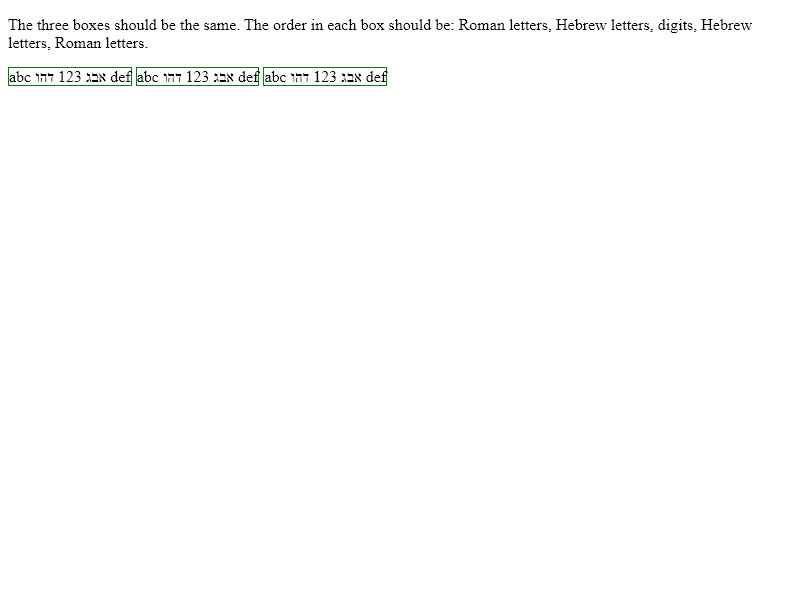 The three boxes should be the same. The order in each box should be: Roman letters, Hebrew letters, digits, Hebrew
letters, Roman letters.
abc אבג 123 דהו def abc אבג 123 דהו def abc אבג 123 דהו def